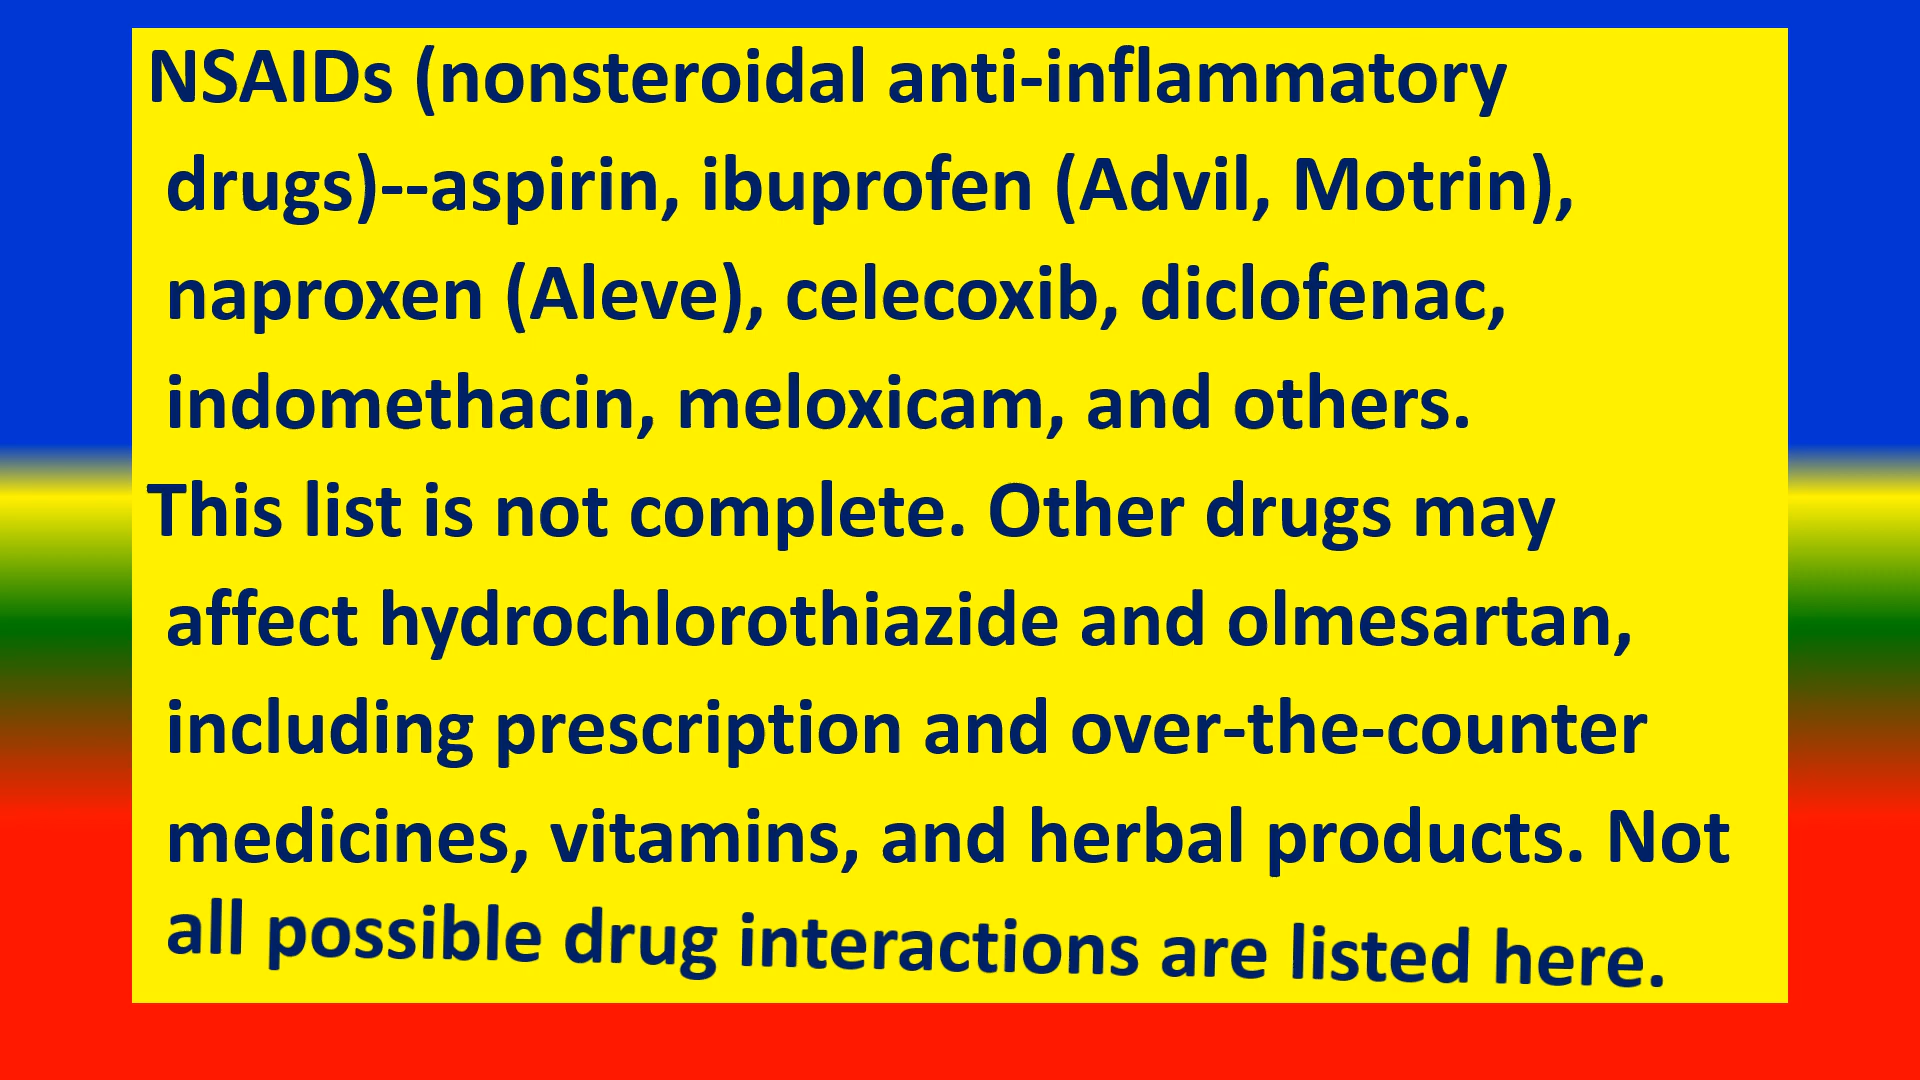 NSAIDs (nonsteroidal anti-inflammatory
drugs)--aspirin, ibuprofen (Advil, Motrin),
naproxen (Aleve), celecoxib, diclofenac,
indomethacin, meloxicam, and others.
This list is not complete. Other drugs may
affect hydrochlorothiazide and olmesartan,
including prescription and over-the-counter
medicines, vitamins, and herbal products. Not
all possible drug interactions are listed here.